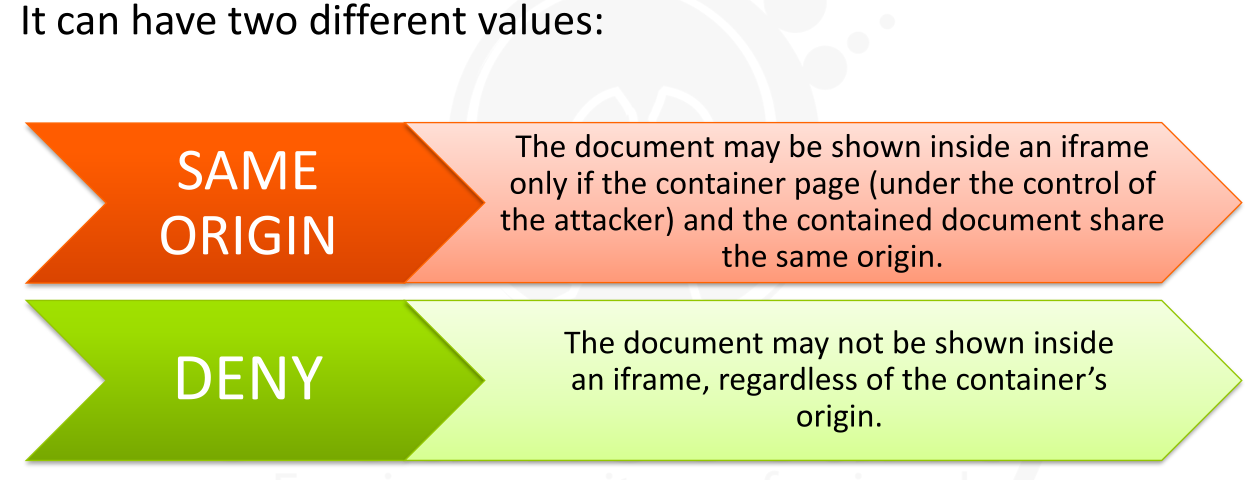 It can have two different values:
SAME
ORIGIN
The document may be shown inside an iframe
only if the container page (under the control of
the attacker) and the contained document share
the same origin.
DENY
The document may not be shown inside
an iframe, regardless of the container's
origin.